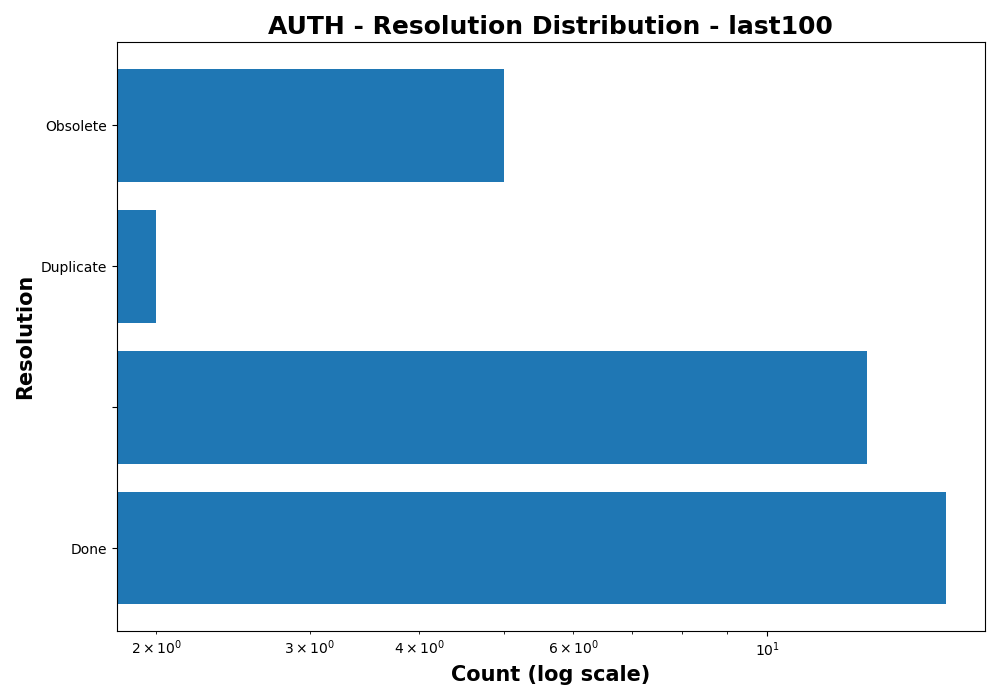 AUTH - Resolution Distribution - last100
Obsolete
Duplicate
Done
Resolution
2 × 10⁰
3 × 10⁰
4 × 10⁰
6 × 10⁰
10¹
Count (log scale)